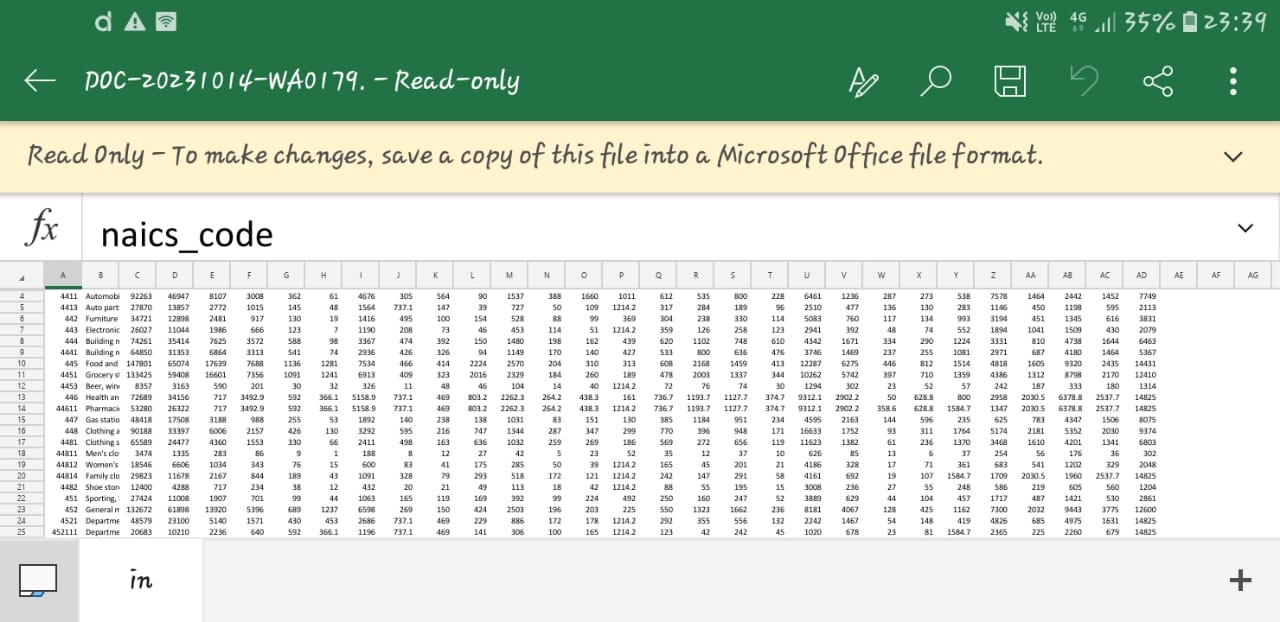 Vo)) LTE 4G 35% 23:39
DOC-20231014-WA0179. - Read-only
Read Only - To make changes, save a copy of this file into a Microsoft Office file format.
fx naics_code
A B C D E F G H I J K L M N O P Q R S T U V W X Y Z AA AB AC AD AE AF AG
4 4411 Automobi 92263 46947 8107 3008 362 61 4676 305 564 90 1537 388 1660 1011 612 535 800 228 6461 1236 287 273 538 7578 1464 2442 1452 7749
5 4413 Auto part 27870 13857 2772 1015 145 48 1564 737.1 147 39 727 50 109 1214.2 317 284 189 96 2510 477 136 130 283 1146 450 1198 595 2113
6 442 Furniture 34721 12898 2481 917 130 19 1416 495 100 154 528 88 99 369 304 238 330 114 5083 760 117 134 993 3194 451 1345 616 3831
7 443 Electronic 26027 11044 1986 666 123 7 1190 208 73 46 453 114 51 1214.2 359 126 258 123 2941 392 48 74 552 1894 1041 1509 430 2079
8 444 Building n 74261 35414 7625 3572 588 98 3367 474 392 150 1480 198 162 439 620 1102 748 610 4342 1671 334 290 1224 3331 810 4738 1644 6463
9 4441 Building n 64850 31353 6864 3313 541 74 2936 426 326 94 1149 170 140 427 533 800 636 476 3746 1469 237 255 1081 2971 687 4180 1464 5367
10 445 Food and 147801 65074 17639 7688 1136 1281 7534 466 414 2224 2570 204 310 313 608 2168 1459 413 12287 6275 446 812 1514 4818 1605 9320 2435 14431
11 4451 Grocery st 133425 59408 16601 7356 1091 1241 6913 409 323 2016 2329 184 260 189 478 2003 1337 344 10262 5742 397 710 1359 4386 1312 8798 2170 12410
12 4453 Beer, wine 8357 3163 590 201 30 32 326 11 48 46 104 14 40 1214.2 72 76 74 30 1294 302 23 52 57 242 187 333 180 1314
13 446 Health an 72689 34156 717 3492.9 592 366.1 5158.9 737.1 469 803.2 2262.3 264.2 438.3 161 736.7 1193.7 1127.7 374.7 9312.1 2902.2 50 628.8 800 2958 2030.5 6378.8 2537.7 14825
14 44611 Pharmaci 53280 26322 717 3492.9 592 366.1 5158.9 737.1 469 803.2 2262.3 264.2 438.3 1214.2 736.7 1193.7 1127.7 374.7 9312.1 2902.2 358.6 628.8 1584.7 1347 2030.5 6378.8 2537.7 14825
15 447 Gas statio 48418 17508 3188 988 255 53 1892 140 238 138 1031 83 151 130 385 1184 951 234 4595 2163 144 235 625 783 4347 1506 8075
16 448 Clothing a 90188 33397 6006 2157 426 130 3292 595 216 747 1344 287 347 299 770 396 948 171 16633 1752 93 311 1764 5174 2181 5352 2030 9374
17 4481 Clothing s 65589 24477 4360 1553 330 66 2411 498 163 636 1032 259 269 186 569 272 656 119 11623 1382 61 236 1370 3468 1610 4201 1341 6803
18 44811 Men's clo 3474 1335 283 86 9 1 188 8 12 27 42 5 23 52 35 12 37 10 626 85 13 6 37 254 56 176 36 302
19 44812 Women's 18546 6606 1034 343 76 15 600 83 41 175 285 50 39 1214.2 165 45 201 21 4186 328 17 71 361 683 541 1202 329 2048
20 44814 Family clo 29823 11678 2167 844 189 43 1091 328 79 293 518 172 121 1214.2 242 147 291 58 4161 692 19 107 1584.7 1709 2030.5 1960 2537.7 14825
21 4482 Shoe store 12400 4288 717 234 38 12 432 20 21 49 113 18 42 1214.2 88 55 195 15 3008 236 27 55 248 586 219 605 560 1204
22 451 Sporting, 27424 11008 1907 701 99 44 1063 165 119 169 392 99 224 492 250 160 247 52 3889 629 44 104 457 1717 487 1421 530 2861
23 452 General m 132672 61898 13920 5396 689 1237 6598 269 150 424 2503 196 203 225 550 1323 1662 236 8181 4067 128 425 1162 7300 2032 9443 3775 12600
24 4521 Departme 48579 23100 5140 1571 430 453 2686 737.1 469 229 886 172 178 1214.2 292 355 556 132 2242 1467 54 148 419 4826 685 4975 1631 14825
25 452111 Departme 20683 10210 2236 640 592 366.1 1196 737.1 469 141 306 100 165 1214.2 123 42 242 45 1020 678 23 81 1584.7 2365 225 2260 679 14825
in